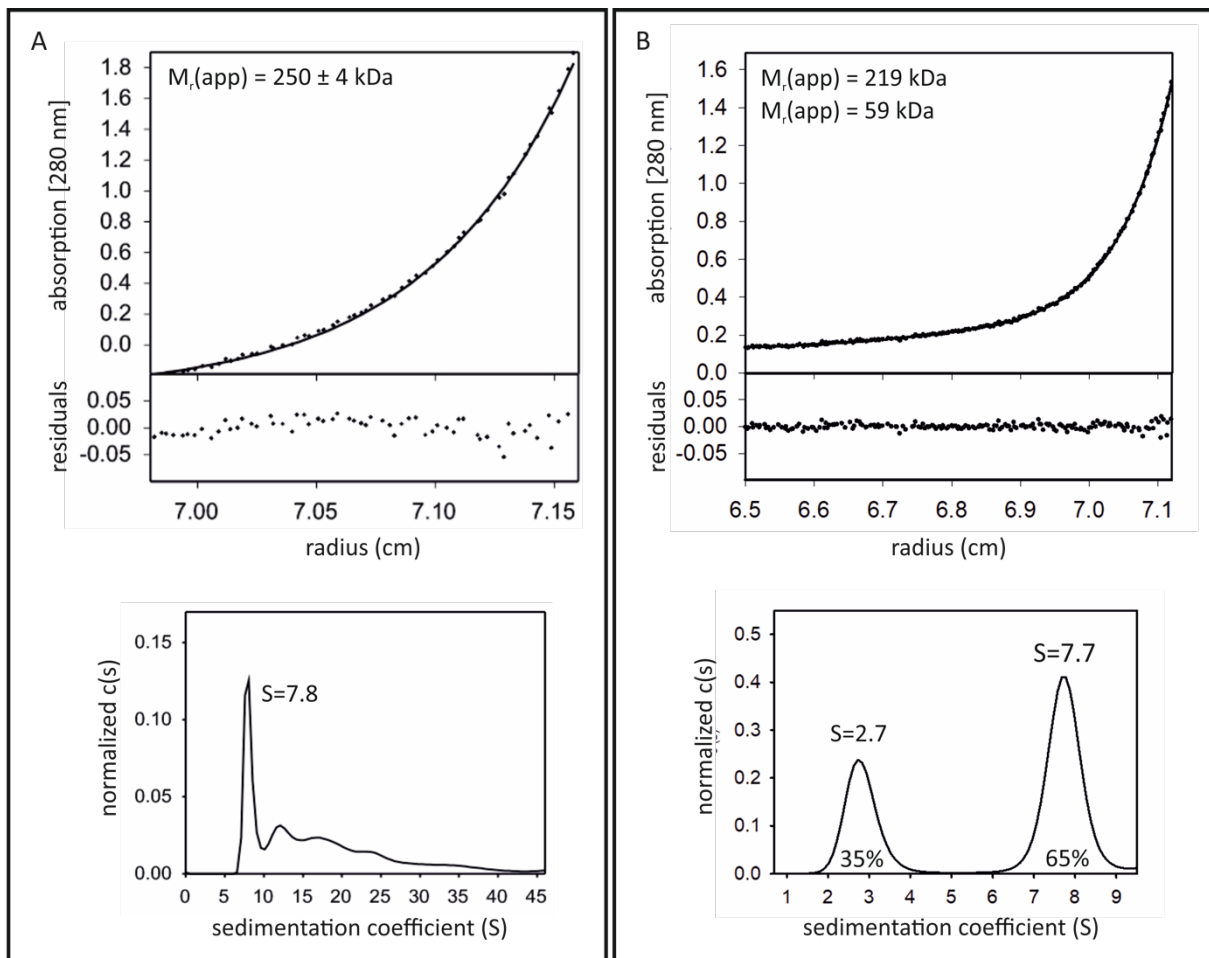 A
M_r(app) = 250 ± 4 kDa
absorption [280 nm]
1.8
1.6
1.4
1.2
1.0
0.8
0.6
0.4
0.2
0.0
residuals
0.05
0.00
-0.05
7.00 7.05 7.10 7.15
radius (cm)
normalized c(s)
0.15
0.10
0.05
0.00
S=7.8
0 5 10 15 20 25 30 35 40 45
sedimentation coefficient (S)
B
M_r(app) = 219 kDa
M_r(app) = 59 kDa
absorption [280 nm]
1.6
1.4
1.2
1.0
0.8
0.6
0.4
0.2
0.0
residuals
0.05
0.00
-0.05
6.5 6.6 6.7 6.8 6.9 7.0 7.1
radius (cm)
normalized c(s)
0.5
0.4
0.3
0.2
0.1
0.0
S=7.7
S=2.7
35% 65%
1 2 3 4 5 6 7 8 9
sedimentation coefficient (S)